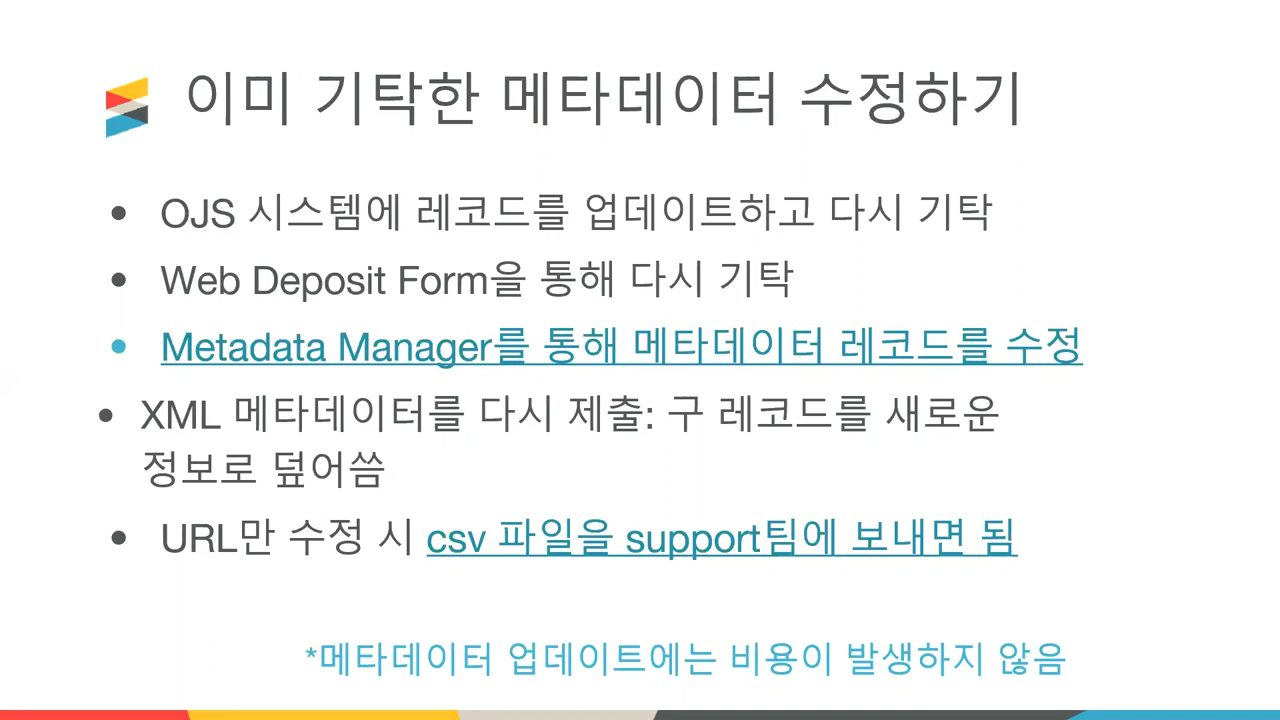 이미 기탁한 메타데이터 수정하기
• OJS 시스템에 레코드를 업데이트하고 다시 기탁
• Web Deposit Form을 통해 다시 기탁
• Metadata Manager를 통해 메타데이터 레코드를 수정
• XML 메타데이터를 다시 제출: 구 레코드를 새로운
정보로 덮어씀
• URL만 수정 시 csv 파일을 support팀에 보내면 됨
*메타데이터 업데이트에는 비용이 발생하지 않음